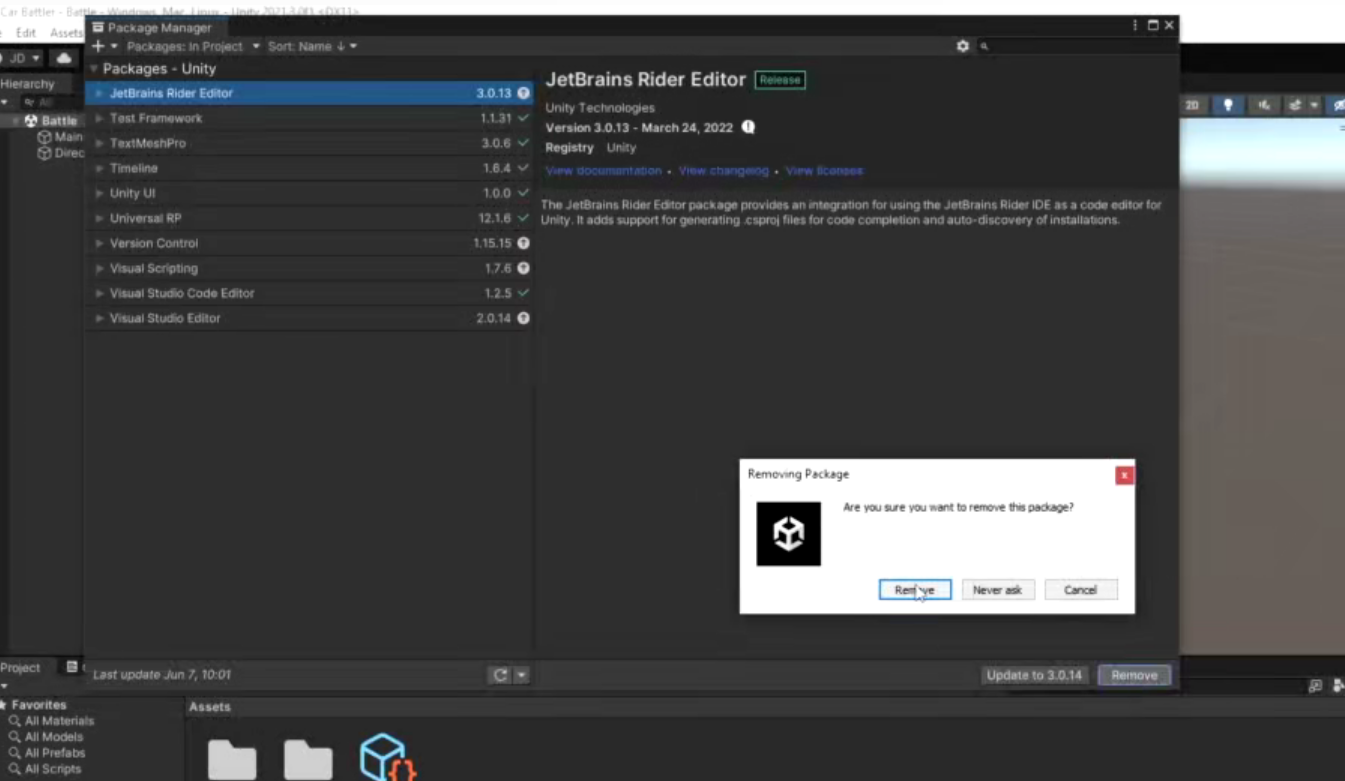 Car Battler - Battle - Windows, Mac, Linux - Unity 2021.3.0f1 <DX11>
Edit Assets
Package Manager
Packages: In Project Sort: Name ↓
JD
Packages - Unity
Hierarchy
All
JetBrains Rider Editor 3.0.13
Test Framework 1.1.31
TextMeshPro 3.0.6
Timeline 1.6.4
Unity UI 1.0.0
Universal RP 12.1.6
Version Control 1.15.15
Visual Scripting 1.7.6
Visual Studio Code Editor 1.2.5
Visual Studio Editor 2.0.14
Battle
Main
Direc
JetBrains Rider Editor Release
Unity Technologies
Version 3.0.13 - March 24, 2022
Registry Unity
View documentation • View changelog • View licenses
The JetBrains Rider Editor package provides an integration for using the JetBrains Rider IDE as a code editor for
Unity. It adds support for generating .csproj files for code completion and auto-discovery of installations.
2D
Removing Package
x
Are you sure you want to remove this package?
Remove Never ask Cancel
Last update Jun 7, 10:01
Update to 3.0.14 Remove
Project
Favorites
All Materials
All Models
All Prefabs
All Scripts
Assets